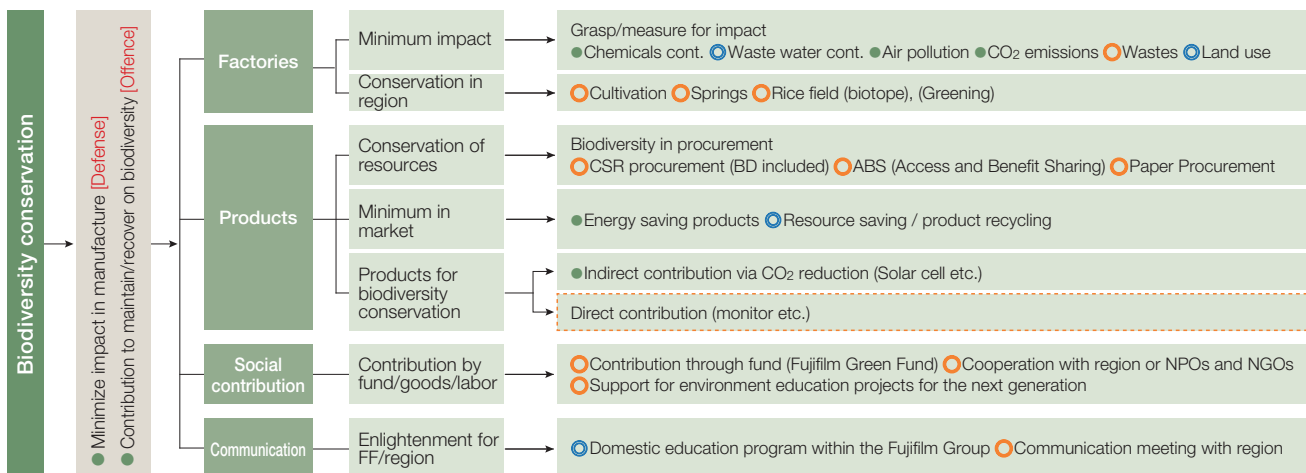 Biodiversity conservation
● Minimize impact in manufacture [Defense]
● Contribution to maintain/recover on biodiversity [Offence]
Factories
Minimum impact
Grasp/measure for impact
●Chemicals cont. ◎Waste water cont. ●Air pollution ●CO₂ emissions ○Wastes ◎Land use
Conservation in
region
○Cultivation ○Springs ○Rice field (biotope), (Greening)
Products
Conservation of
resources
Biodiversity in procurement
○CSR procurement (BD included) ○ABS (Access and Benefit Sharing) ○Paper Procurement
Minimum in
market
●Energy saving products ◎Resource saving / product recycling
Products for
biodiversity
conservation
●Indirect contribution via CO₂ reduction (Solar cell etc.)
Direct contribution (monitor etc.)
Social
contribution
Contribution by
fund/goods/labor
○Contribution through fund (Fujifilm Green Fund) ○Cooperation with region or NPOs and NGOs
○Support for environment education projects for the next generation
Communication
Enlightenment for
FF/region
◎Domestic education program within the Fujifilm Group ○Communication meeting with region